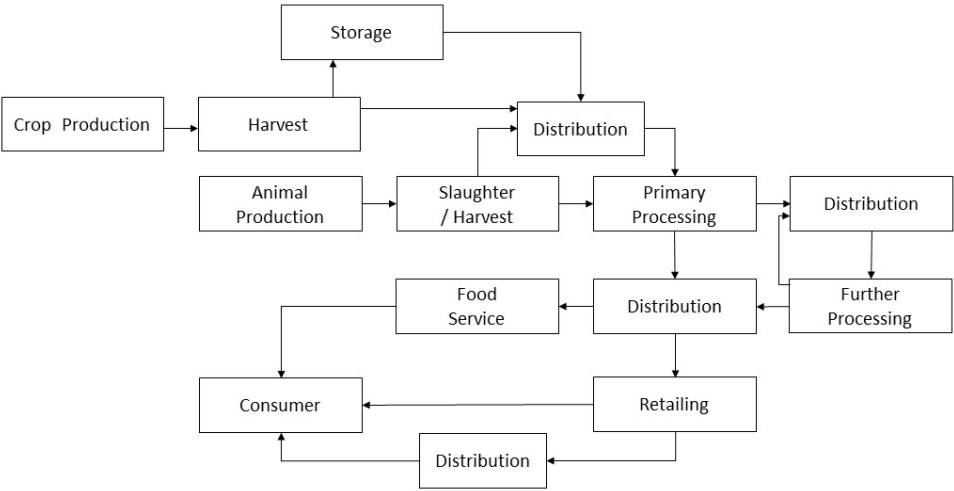 Storage
Crop Production
Harvest
Distribution
Animal
Production
Slaughter
/ Harvest
Primary
Processing
Distribution
Food
Service
Distribution
Further
Processing
Consumer
Retailing
Distribution